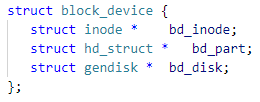 struct block_device {
    struct inode *    bd_inode;
    struct hd_struct *   bd_part;
    struct gendisk *  bd_disk;
};